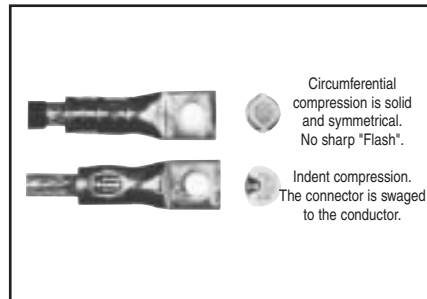 Circumferential
compression is solid
and symmetrical.
No sharp "Flash".
Indent compression.
The connector is swaged
to the conductor.